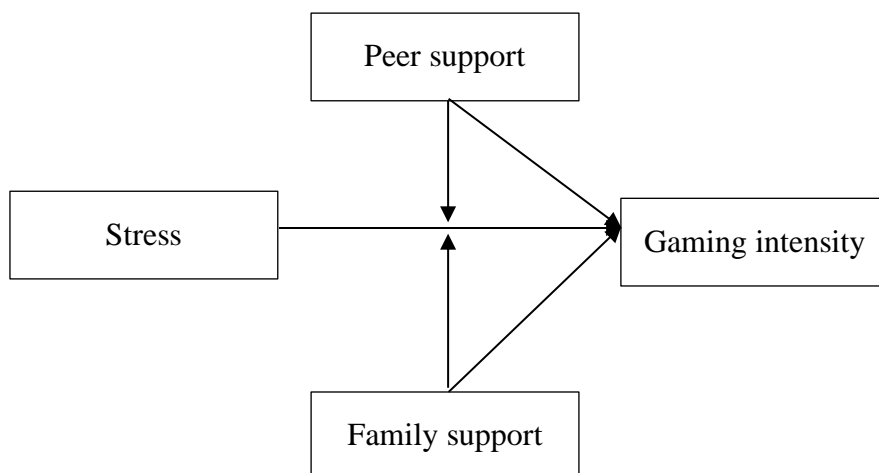 Peer support
Stress
Gaming intensity
Family support